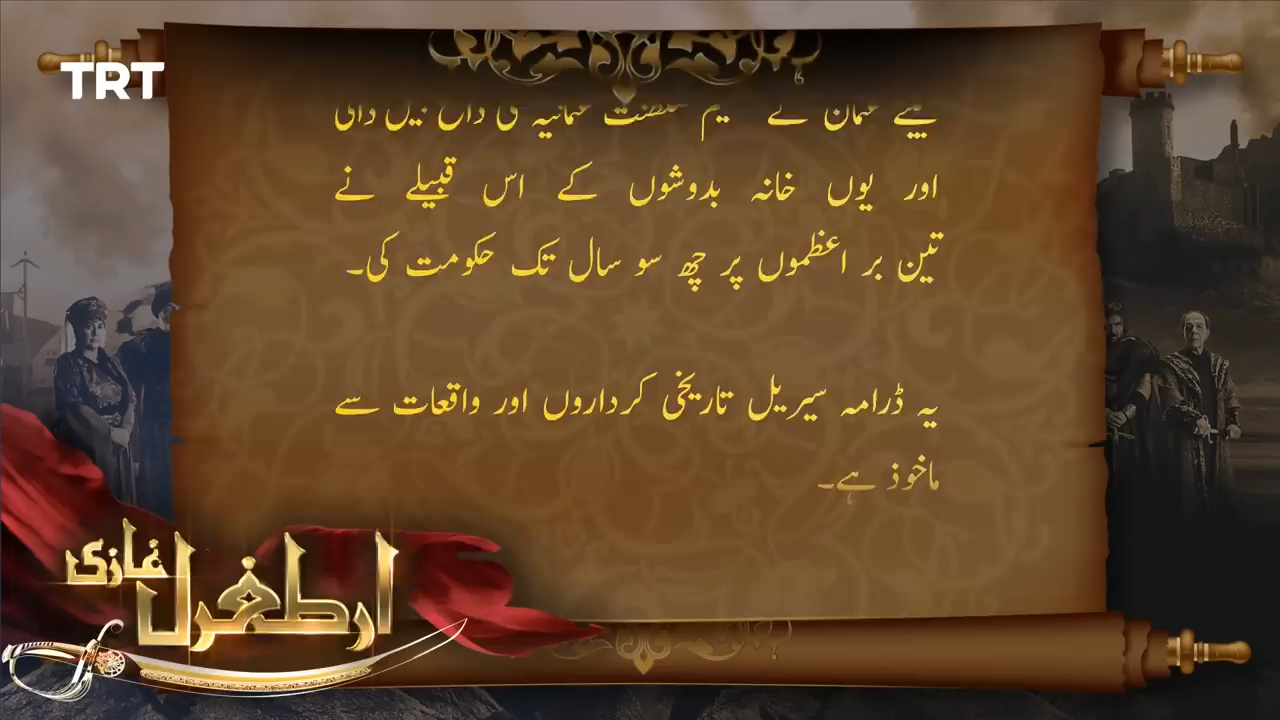 TRT
اور یوں خانہ بدوشوں کے اس قبیلے نے
تین بر اعظموں پر چھ سو سال تک حکومت کی۔
یہ ڈرامہ سیریل تاریخی کرداروں اور واقعات سے
ماخوذ ہے۔
ارطغرل غازی